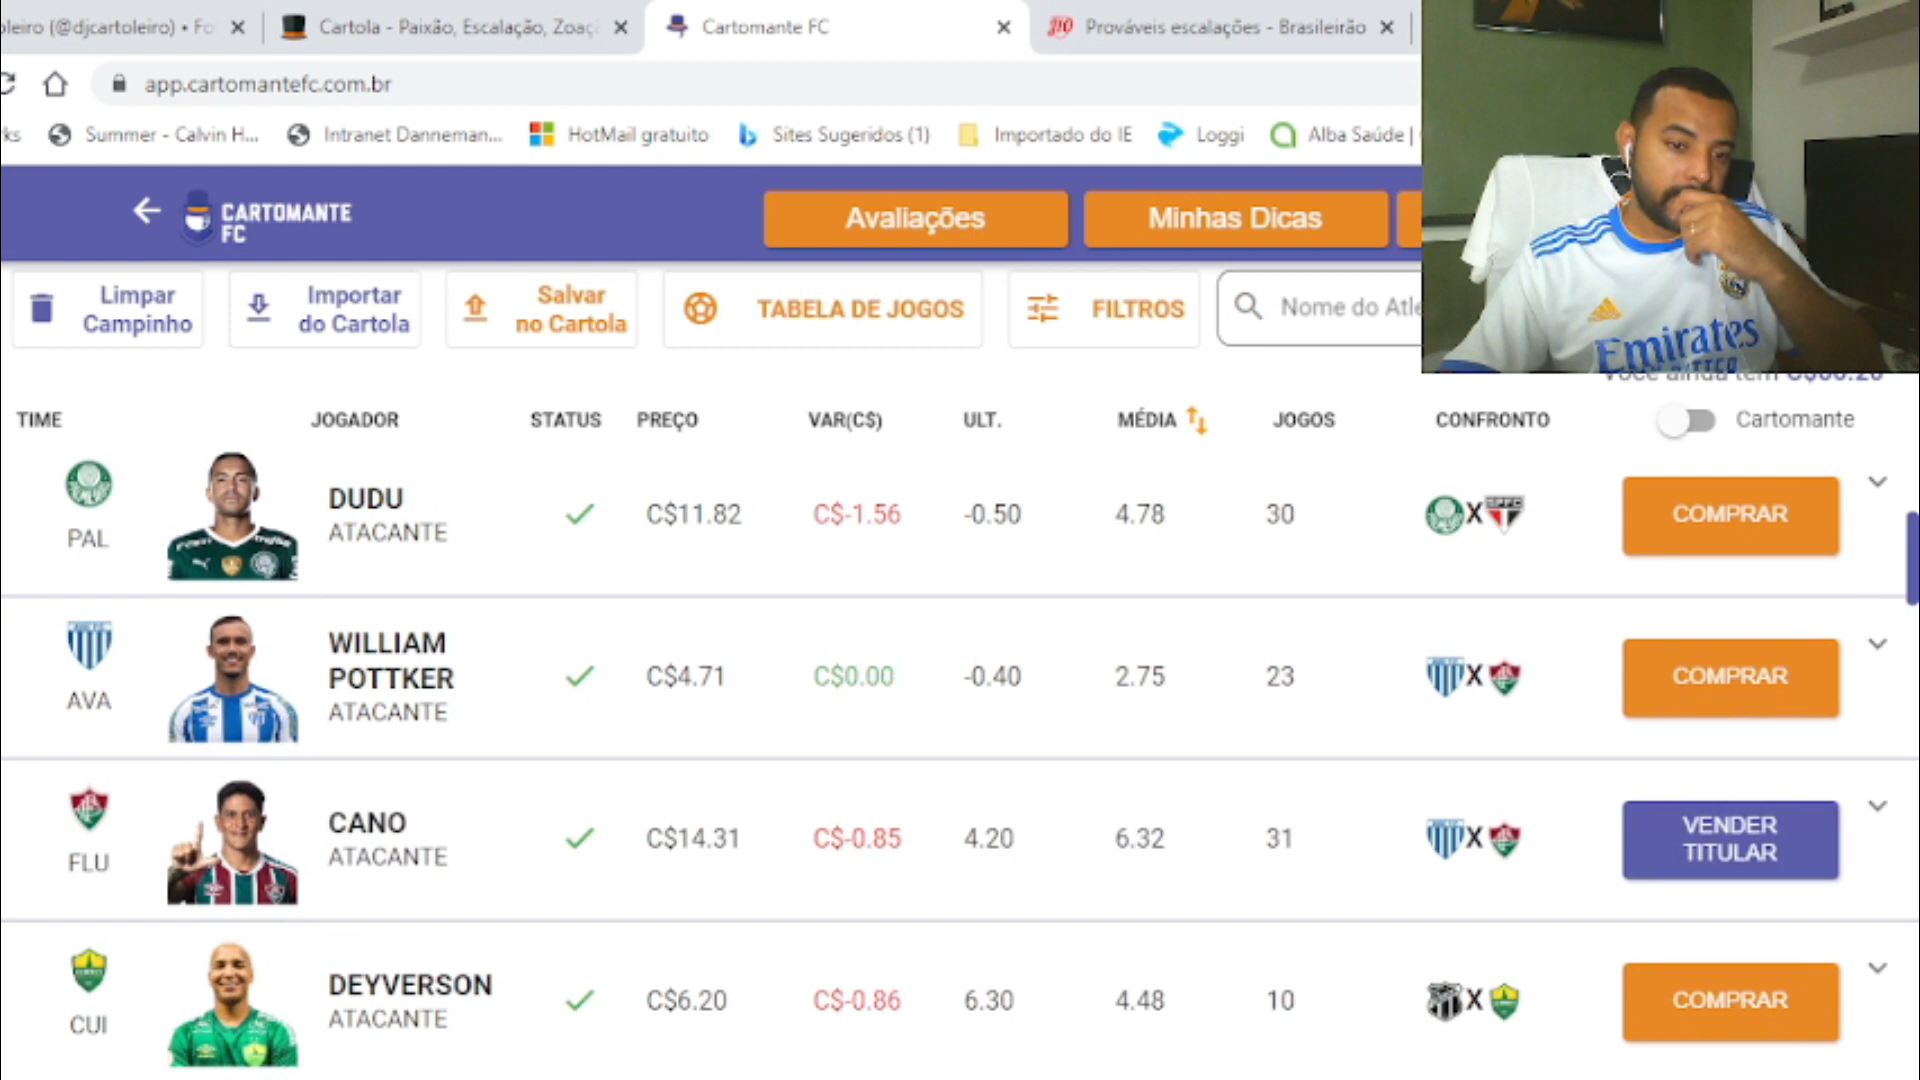 oleiro (@djcartoleiro) • Fo
Cartola - Paixão, Escalação, Zoaç
Cartomante FC
Prováveis escalações - Brasileirão
app.cartomantefc.com.br
ks
Summer - Calvin H...
Intranet Danneman...
HotMail gratuito
Sites Sugeridos (1)
Importado do IE
Loggi
Alba Saúde |
CARTOMANTE
FC
Avaliações
Minhas Dicas
Limpar
Campinho
Importar
do Cartola
Salvar
no Cartola
TABELA DE JOGOS
FILTROS
Nome do Atle
Emirates
Você ainda tem
TIME JOGADOR STATUS PREÇO VAR(C$) ULT. MÉDIA JOGOS CONFRONTO Cartomante
PAL
DUDU
ATACANTE
C$11.82 C$-1.56 -0.50 4.78 30 X COMPRAR
AVA
WILLIAM
POTTKER
ATACANTE
C$4.71 C$0.00 -0.40 2.75 23 X COMPRAR
FLU
CANO
ATACANTE
C$14.31 C$-0.85 4.20 6.32 31 X VENDER
TITULAR
CUI
DEYVERSON
ATACANTE
C$6.20 C$-0.86 6.30 4.48 10 X COMPRAR